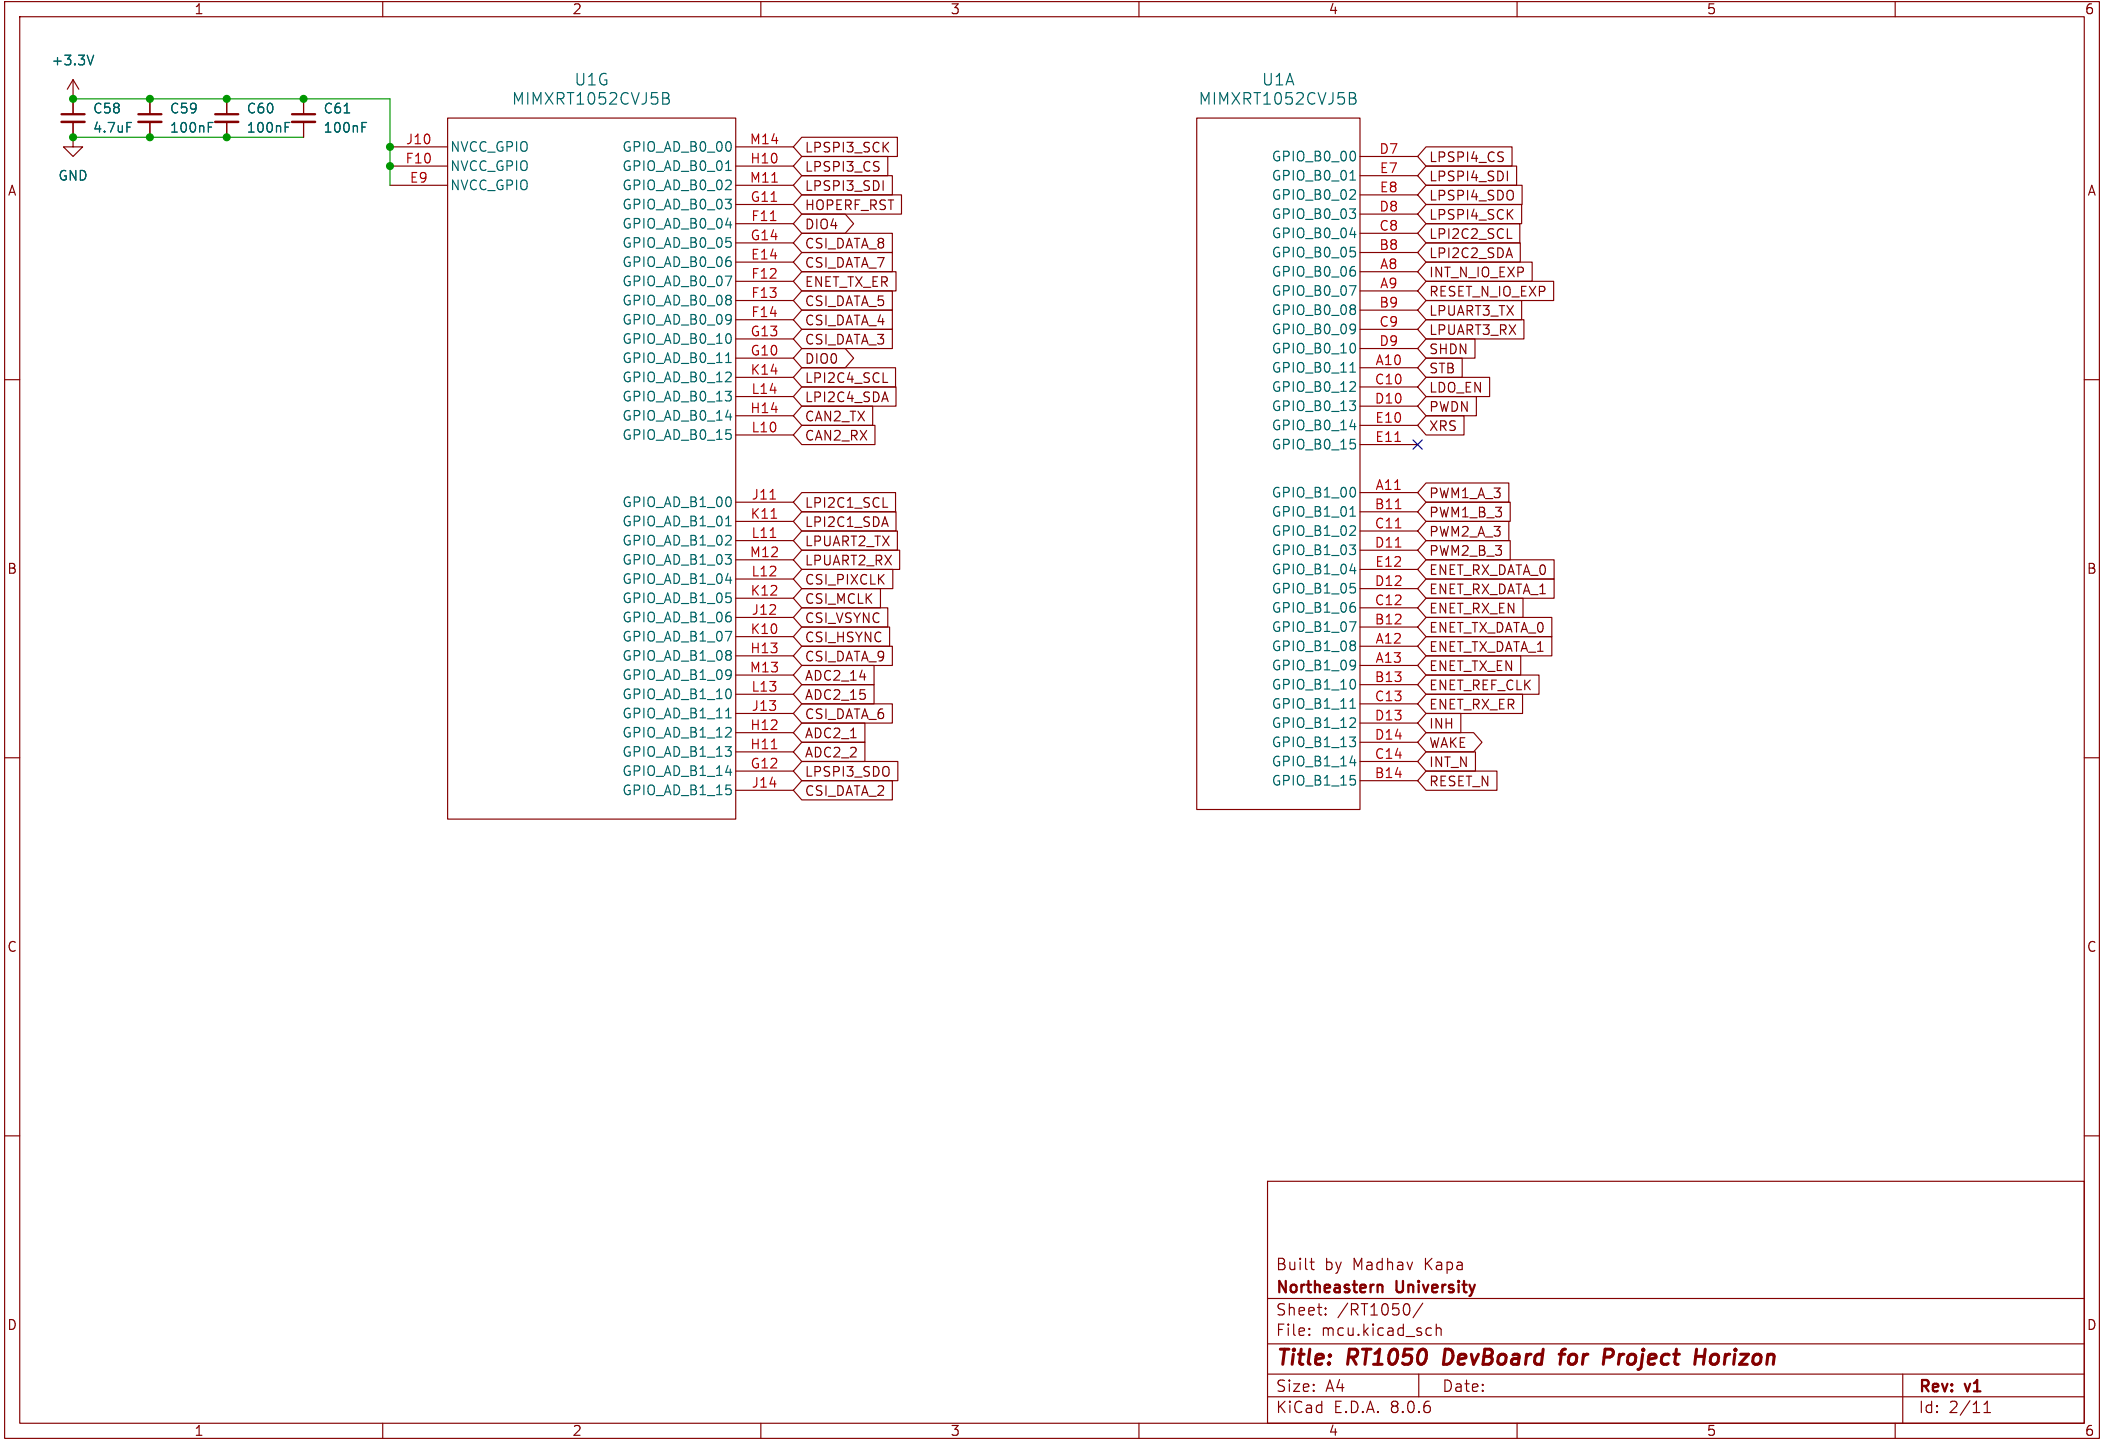 1 2 3 4 5 6
+3.3V
C58 C59 C60 C61
4.7uF 100nF 100nF 100nF
GND
U1G
MIMXRT1052CVJ5B
J10 NVCC_GPIO
F10 NVCC_GPIO
E9 NVCC_GPIO
GPIO_AD_B0_00 M14 LPSPI3_SCK
GPIO_AD_B0_01 H10 LPSPI3_CS
GPIO_AD_B0_02 M11 LPSPI3_SDI
GPIO_AD_B0_03 G11 HOPERF_RST
GPIO_AD_B0_04 F11 DIO4
GPIO_AD_B0_05 G14 CSI_DATA_8
GPIO_AD_B0_06 E14 CSI_DATA_7
GPIO_AD_B0_07 F12 ENET_TX_ER
GPIO_AD_B0_08 F13 CSI_DATA_5
GPIO_AD_B0_09 F14 CSI_DATA_4
GPIO_AD_B0_10 G13 CSI_DATA_3
GPIO_AD_B0_11 G10 DIO0
GPIO_AD_B0_12 K14 LPI2C4_SCL
GPIO_AD_B0_13 L14 LPI2C4_SDA
GPIO_AD_B0_14 H14 CAN2_TX
GPIO_AD_B0_15 L10 CAN2_RX
GPIO_AD_B1_00 J11 LPI2C1_SCL
GPIO_AD_B1_01 K11 LPI2C1_SDA
GPIO_AD_B1_02 L11 LPUART2_TX
GPIO_AD_B1_03 M12 LPUART2_RX
GPIO_AD_B1_04 L12 CSI_PIXCLK
GPIO_AD_B1_05 K12 CSI_MCLK
GPIO_AD_B1_06 J12 CSI_VSYNC
GPIO_AD_B1_07 K10 CSI_HSYNC
GPIO_AD_B1_08 H13 CSI_DATA_9
GPIO_AD_B1_09 M13 ADC2_14
GPIO_AD_B1_10 L13 ADC2_15
GPIO_AD_B1_11 J13 CSI_DATA_6
GPIO_AD_B1_12 H12 ADC2_1
GPIO_AD_B1_13 H11 ADC2_2
GPIO_AD_B1_14 G12 LPSPI3_SDO
GPIO_AD_B1_15 J14 CSI_DATA_2
U1A
MIMXRT1052CVJ5B
GPIO_B0_00 D7 LPSPI4_CS
GPIO_B0_01 E7 LPSPI4_SDI
GPIO_B0_02 E8 LPSPI4_SDO
GPIO_B0_03 D8 LPSPI4_SCK
GPIO_B0_04 C8 LPI2C2_SCL
GPIO_B0_05 B8 LPI2C2_SDA
GPIO_B0_06 A8 INT_N_IO_EXP
GPIO_B0_07 A9 RESET_N_IO_EXP
GPIO_B0_08 B9 LPUART3_TX
GPIO_B0_09 C9 LPUART3_RX
GPIO_B0_10 D9 SHDN
GPIO_B0_11 A10 STB
GPIO_B0_12 C10 LDO_EN
GPIO_B0_13 D10 PWDN
GPIO_B0_14 E10 XRS
GPIO_B0_15 E11
GPIO_B1_00 A11 PWM1_A_3
GPIO_B1_01 B11 PWM1_B_3
GPIO_B1_02 C11 PWM2_A_3
GPIO_B1_03 D11 PWM2_B_3
GPIO_B1_04 E12 ENET_RX_DATA_0
GPIO_B1_05 D12 ENET_RX_DATA_1
GPIO_B1_06 C12 ENET_RX_EN
GPIO_B1_07 B12 ENET_TX_DATA_0
GPIO_B1_08 A12 ENET_TX_DATA_1
GPIO_B1_09 A13 ENET_TX_EN
GPIO_B1_10 B13 ENET_REF_CLK
GPIO_B1_11 C13 ENET_RX_ER
GPIO_B1_12 D13 INH
GPIO_B1_13 D14 WAKE
GPIO_B1_14 C14 INT_N
GPIO_B1_15 B14 RESET_N
A A
B B
C C
D D
Built by Madhav Kapa
Northeastern University
Sheet: /RT1050/
File: mcu.kicad_sch
Title: RT1050 DevBoard for Project Horizon
Size: A4 Date: Rev: v1
KiCad E.D.A. 8.0.6 Id: 2/11
1 2 3 4 5 6